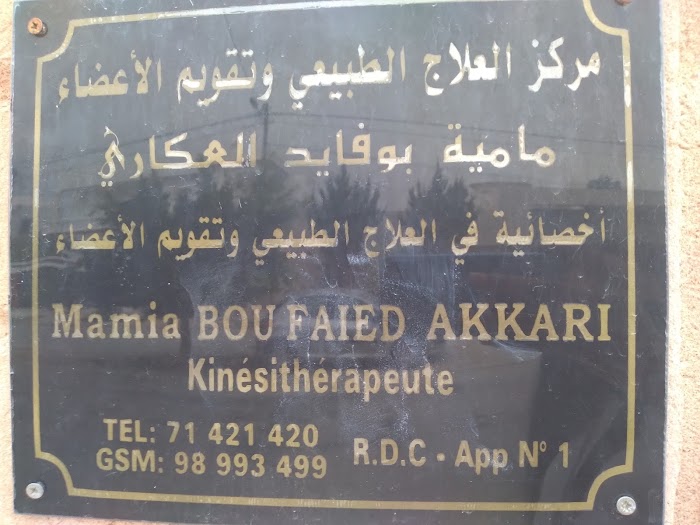 مركز العلاج الطبيعي وتقويم الأعضاء
مامية بوفايد العكاري
أخصائية في العلاج الطبيعي وتقويم الأعضاء
Mamia BOU FAIED AKKARI
Kinésithérapeute
TEL: 71 421 420
GSM: 98 993 499
R.D.C - App N° 1